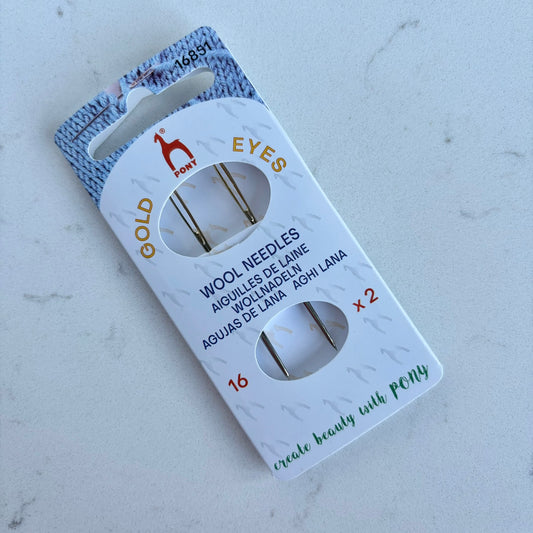 16851
®
PONY
GOLD EYES
WOOL NEEDLES
AIGUILLES DE LAINE
WOLLNADELN
AGUJAS DE LANA AGHI LANA
16 x 2
create beauty with PONY